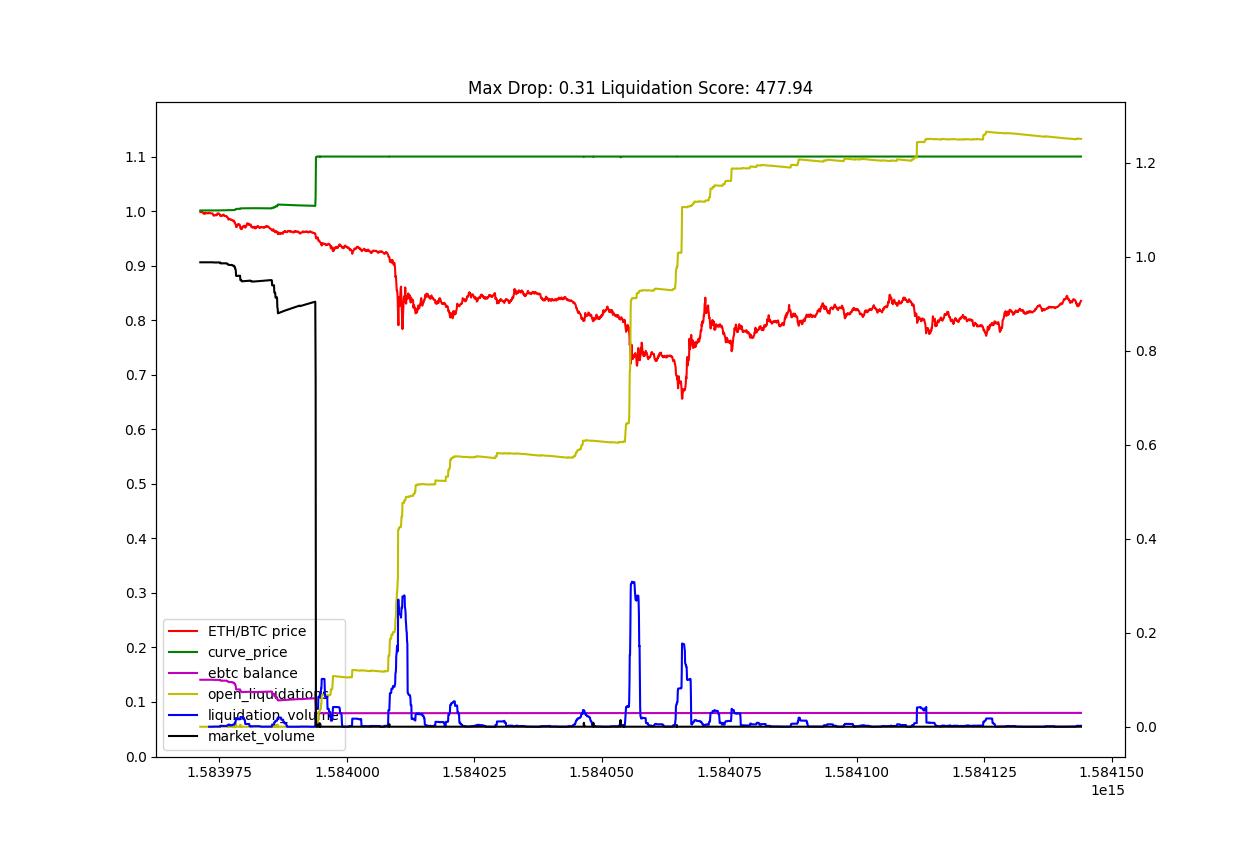 Max Drop: 0.31 Liquidation Score: 477.94
1.1
1.0
0.9
0.8
0.7
0.6
0.5
0.4
0.3
0.2
0.1
0.0
1.2
1.0
0.8
0.6
0.4
0.2
0.0
ETH/BTC price
curve_price
ebtc balance
open_liquidations
liquidation_volume
market_volume
1.583975 1.584000 1.584025 1.584050 1.584075 1.584100 1.584125 1.584150
1e15